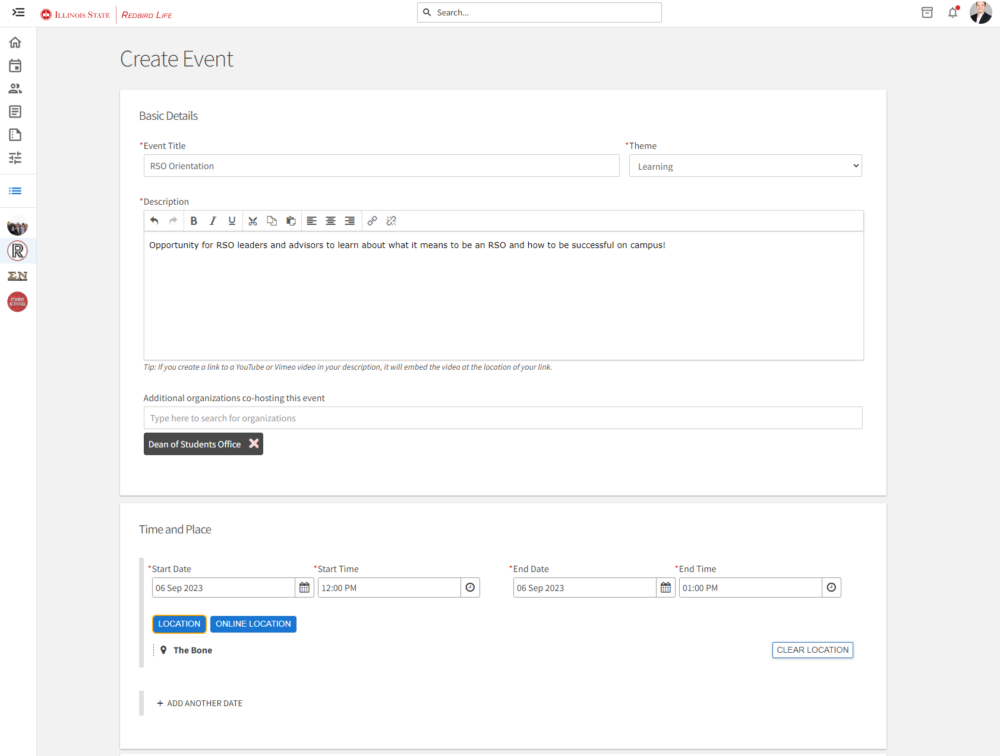 ILLINOIS STATE
REDBIRD LIFE
Search...
Create Event
Basic Details
*Event Title
*Theme
RSO Orientation
Learning
*Description
B I U
Opportunity for RSO leaders and advisors to learn about what it means to be an RSO and how to be successful on campus!
Tip: If you create a link to a YouTube or Vimeo video in your description, it will embed the video at the location of your link.
Additional organizations co-hosting this event
Type here to search for organizations
Dean of Students Office
R
ΣΝ
STUDENT
ACTIVITIES
Time and Place
*Start Date
*Start Time
*End Date
*End Time
06 Sep 2023
12:00 PM
06 Sep 2023
01:00 PM
LOCATION
ONLINE LOCATION
The Bone
CLEAR LOCATION
+ ADD ANOTHER DATE